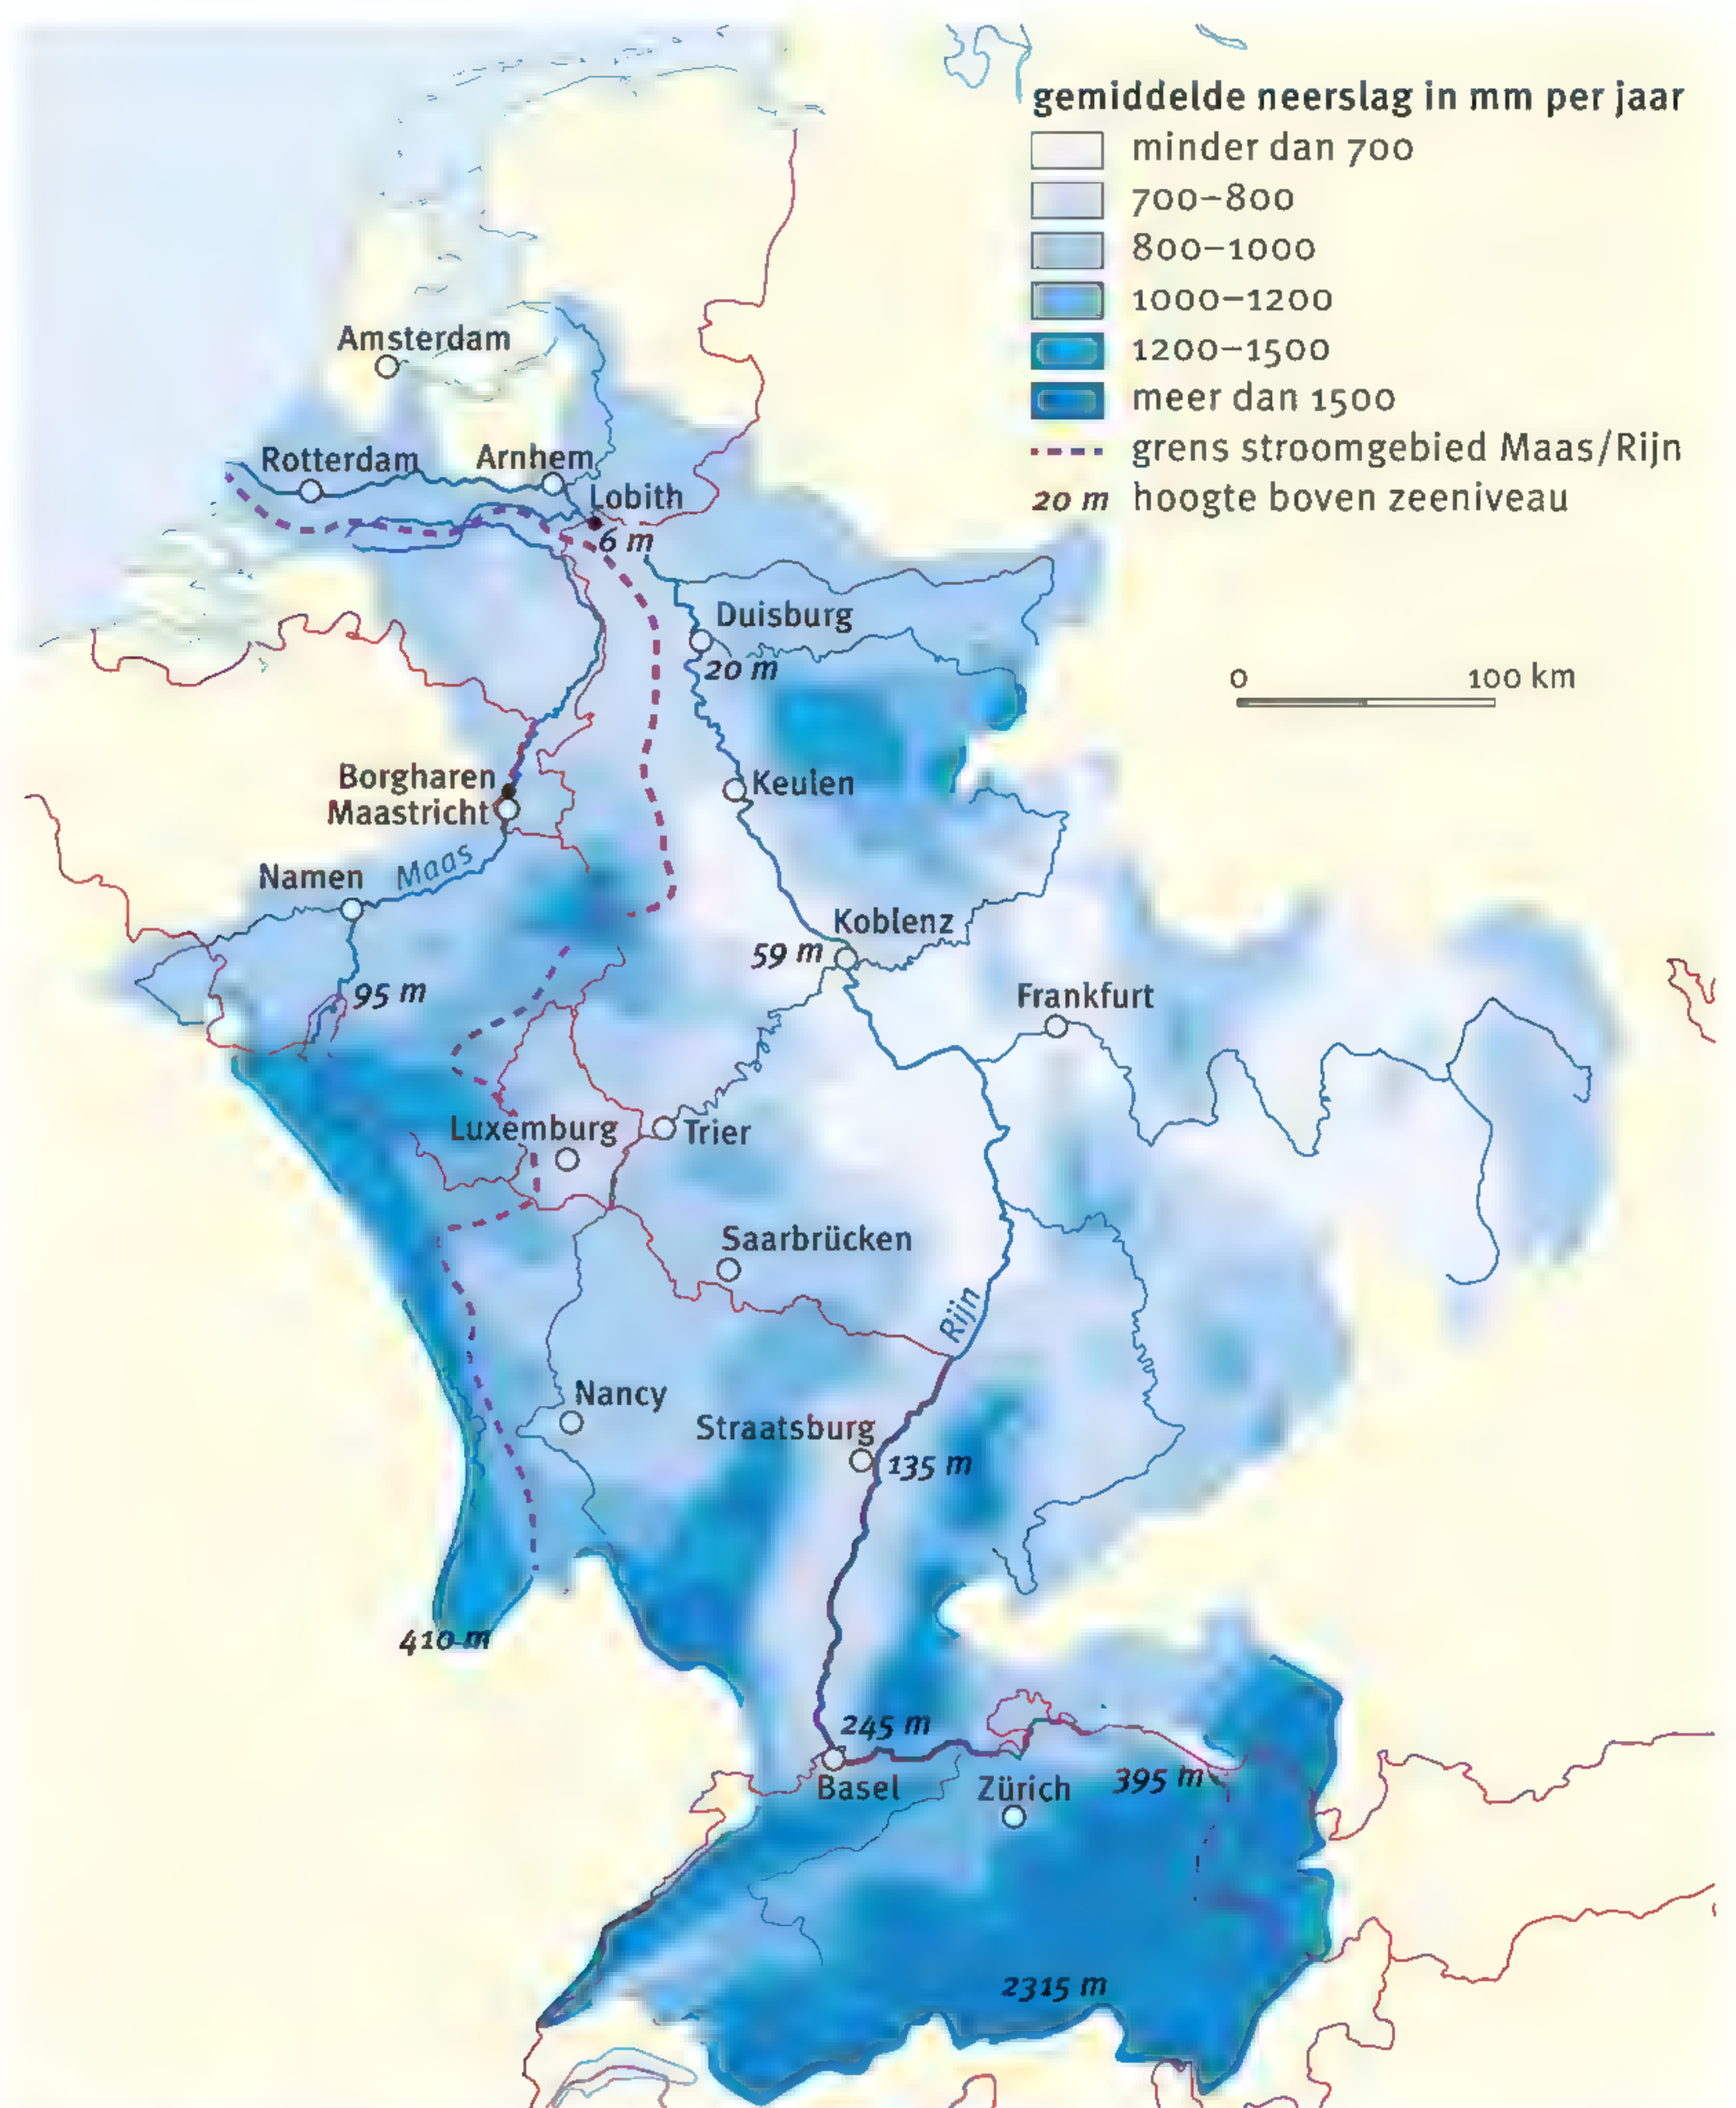 gemiddelde neerslag in mm per jaar
minder dan 700
700–800
800–1000
1000–1200
1200–1500
meer dan 1500
grens stroomgebied Maas/Rijn
20 m hoogte boven zeeniveau
Amsterdam
Rotterdam
Arnhem
Lobith
6 m
Duisburg
20 m
0 100 km
Borgharen
Maastricht
Keulen
Maas
Namen
Koblenz
59 m
95 m
Frankfurt
Luxemburg
Trier
Saarbrücken
Rijn
Nancy
Straatsburg
135 m
410 m
245 m
Basel
Zürich
395 m
2315 m